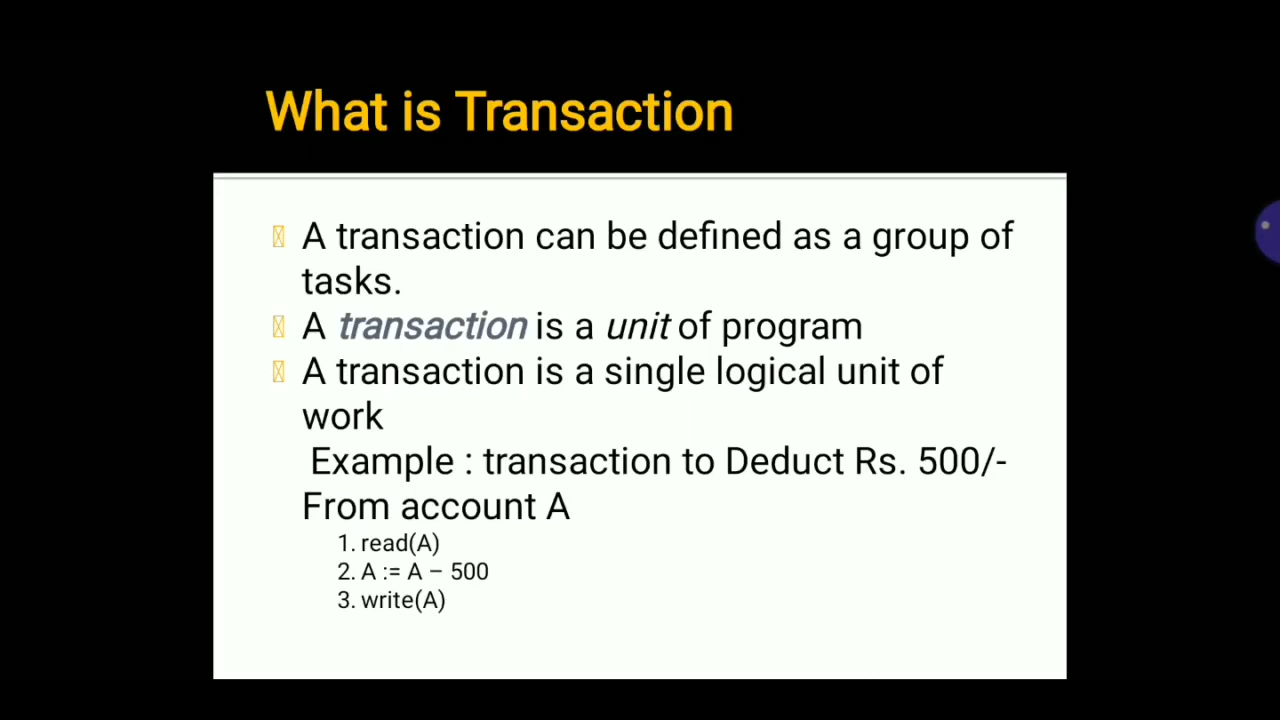 What is Transaction
A transaction can be defined as a group of
tasks.
A transaction is a unit of program
A transaction is a single logical unit of
work
Example : transaction to Deduct Rs. 500/-
From account A
1. read(A)
2. A := A – 500
3. write(A)